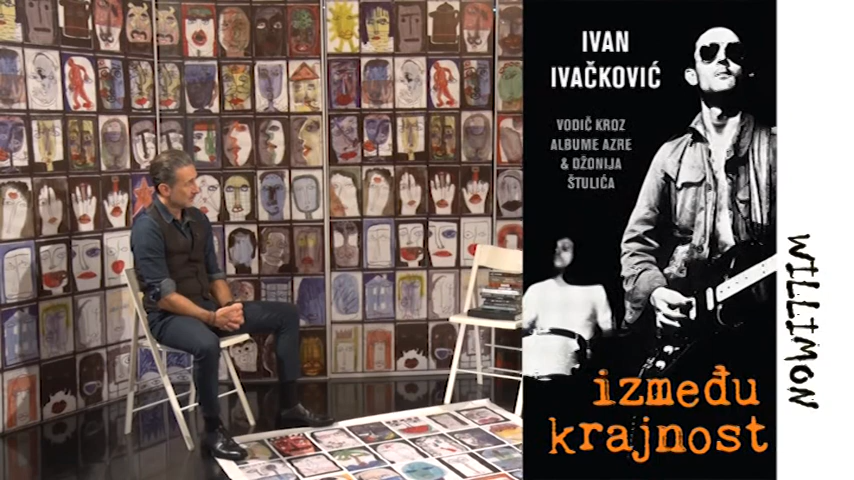 IVAN
IVAČKOVIĆ
VODIČ KROZ
ALBUME AZRE
& DŽONIJA
ŠTULIĆA
između
krajnost
WILLIMON